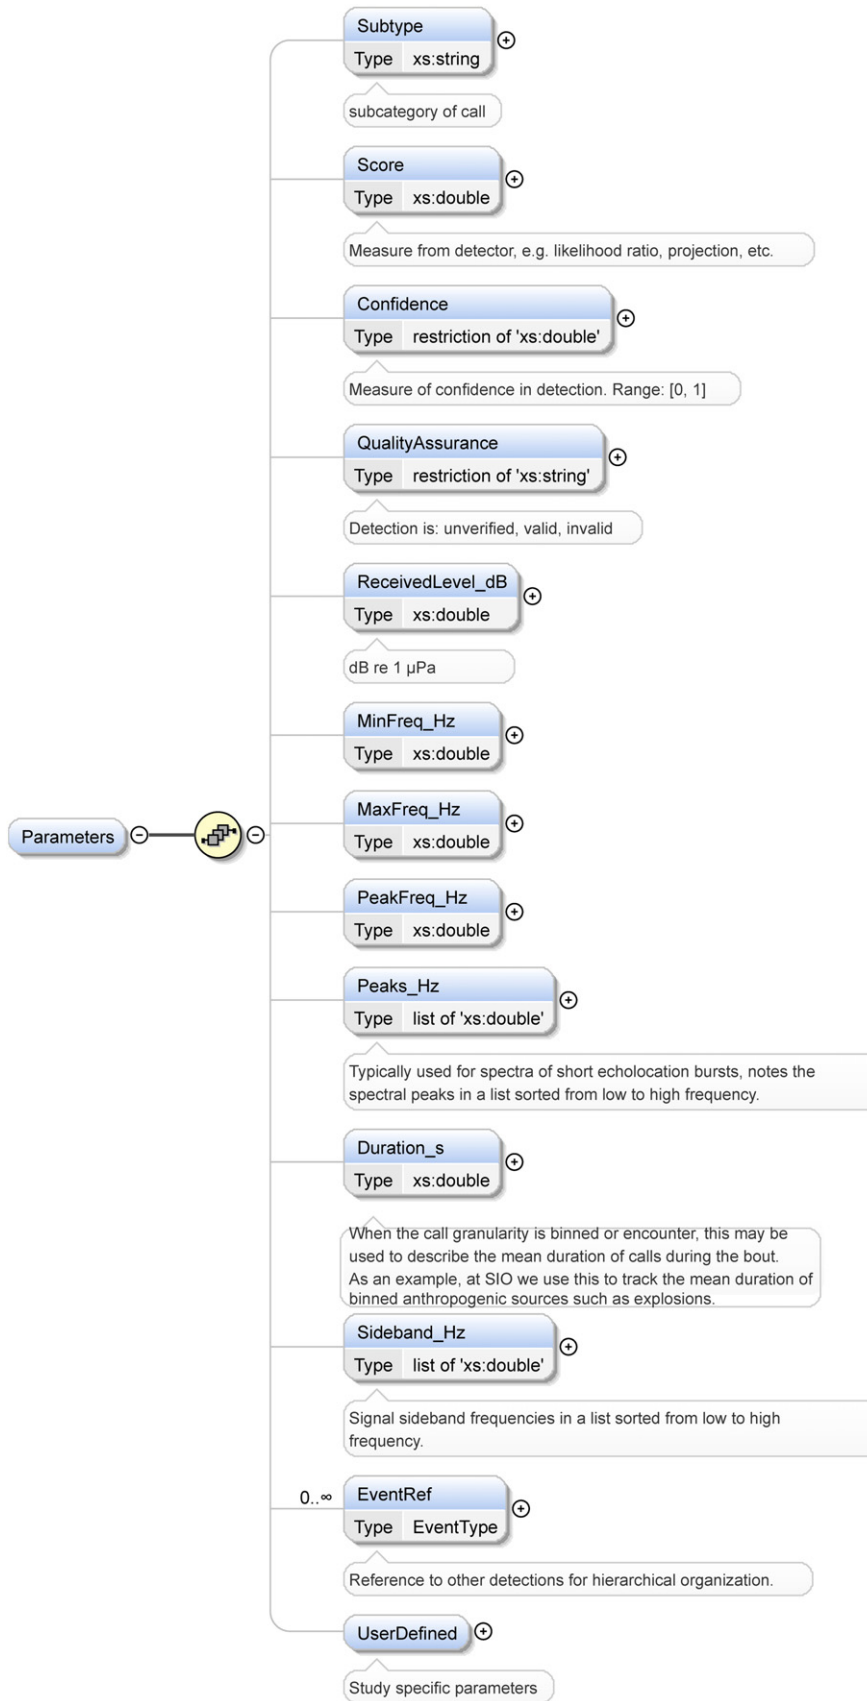 Subtype
Type xs:string
subcategory of call
Score
Type xs:double
Measure from detector, e.g. likelihood ratio, projection, etc.
Confidence
Type restriction of 'xs:double'
Measure of confidence in detection. Range: [0, 1]
QualityAssurance
Type restriction of 'xs:string'
Detection is: unverified, valid, invalid
ReceivedLevel_dB
Type xs:double
dB re 1 µPa
MinFreq_Hz
Type xs:double
MaxFreq_Hz
Type xs:double
Parameters
PeakFreq_Hz
Type xs:double
Peaks_Hz
Type list of 'xs:double'
Typically used for spectra of short echolocation bursts, notes the
spectral peaks in a list sorted from low to high frequency.
Duration_s
Type xs:double
When the call granularity is binned or encounter, this may be
used to describe the mean duration of calls during the bout.
As an example, at SIO we use this to track the mean duration of
binned anthropogenic sources such as explosions.
Sideband_Hz
Type list of 'xs:double'
Signal sideband frequencies in a list sorted from low to high
frequency.
0..∞ EventRef
Type EventType
Reference to other detections for hierarchical organization.
UserDefined
Study specific parameters